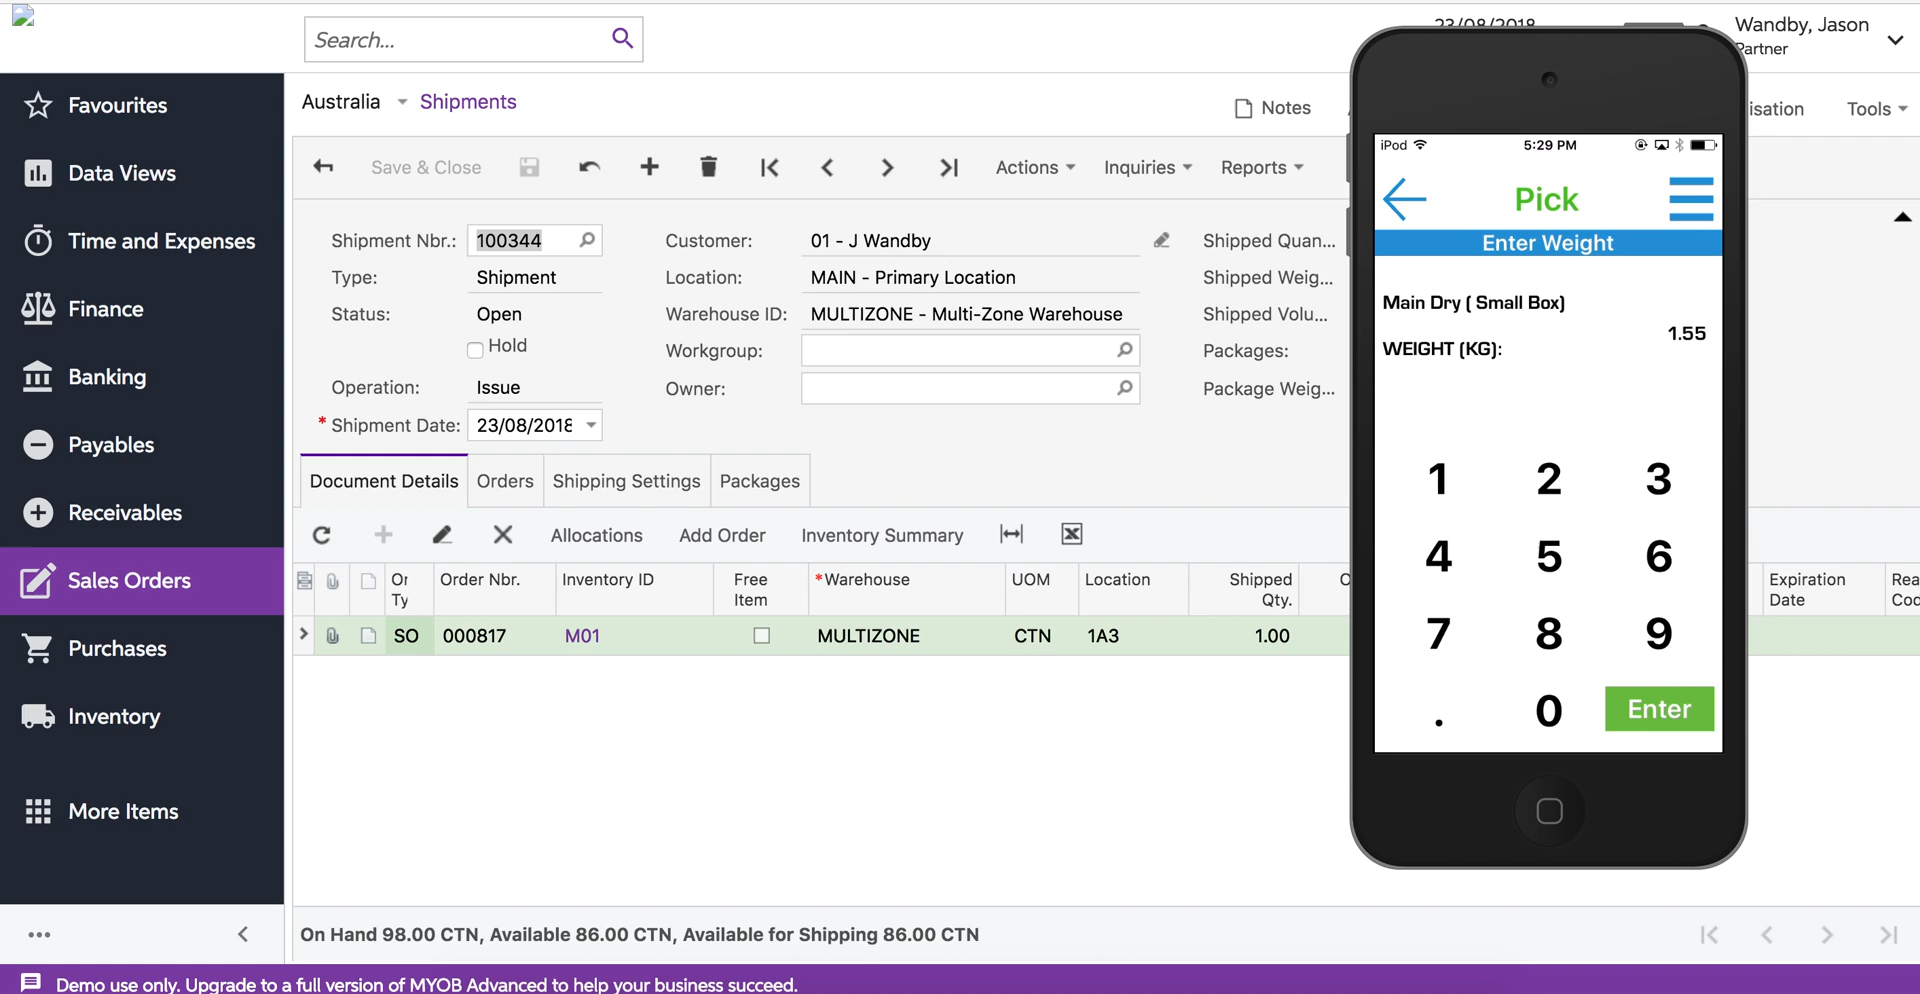 Search...
23/08/2018
Wandby, Jason
Partner
Favourites
Data Views
Time and Expenses
Finance
Banking
Payables
Receivables
Sales Orders
Purchases
Inventory
More Items
Australia Shipments
Notes
isation Tools
Save & Close Actions Inquiries Reports
Shipment Nbr.: 100344
Type: Shipment
Status: Open
Hold
Operation: Issue
* Shipment Date: 23/08/2018
Customer: 01 - J Wandby
Location: MAIN - Primary Location
Warehouse ID: MULTIZONE - Multi-Zone Warehouse
Workgroup:
Owner:
Shipped Quan...
Shipped Weig...
Shipped Volu...
Packages:
Package Weig...
Document Details Orders Shipping Settings Packages
Allocations Add Order Inventory Summary
Or Ty Order Nbr. Inventory ID Free Item *Warehouse UOM Location Shipped Qty. Expiration Date Rea Coc
SO 000817 M01 MULTIZONE CTN 1A3 1.00
On Hand 98.00 CTN, Available 86.00 CTN, Available for Shipping 86.00 CTN
Demo use only. Upgrade to a full version of MYOB Advanced to help your business succeed.
iPod 5:29 PM
Pick
Enter Weight
Main Dry ( Small Box)
1.55
WEIGHT (KG):
1 2 3
4 5 6
7 8 9
. 0 Enter